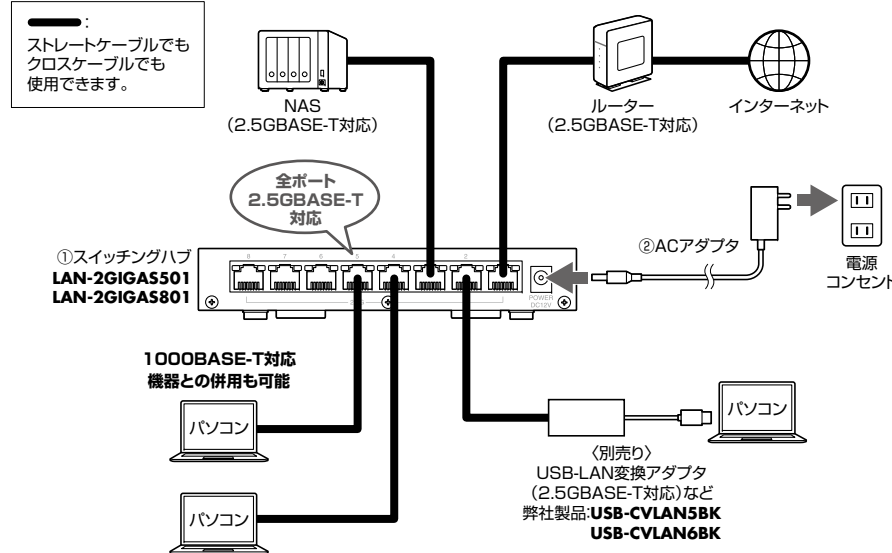 :
ストレートケーブルでも
クロスケーブルでも
使用できます。
NAS
(2.5GBASE-T対応)
ルーター
(2.5GBASE-T対応)
インターネット
全ポート
2.5GBASE-T
対応
①スイッチングハブ
LAN-2GIGAS501
LAN-2GIGAS801
8 7 6 5 4 2
POWER
DC12V
②ACアダプタ
電源
コンセント
1000BASE-T対応
機器との併用も可能
パソコン
パソコン
パソコン
〈別売り〉
USB-LAN変換アダプタ
(2.5GBASE-T対応)など
弊社製品:USB-CVLAN5BK
USB-CVLAN6BK